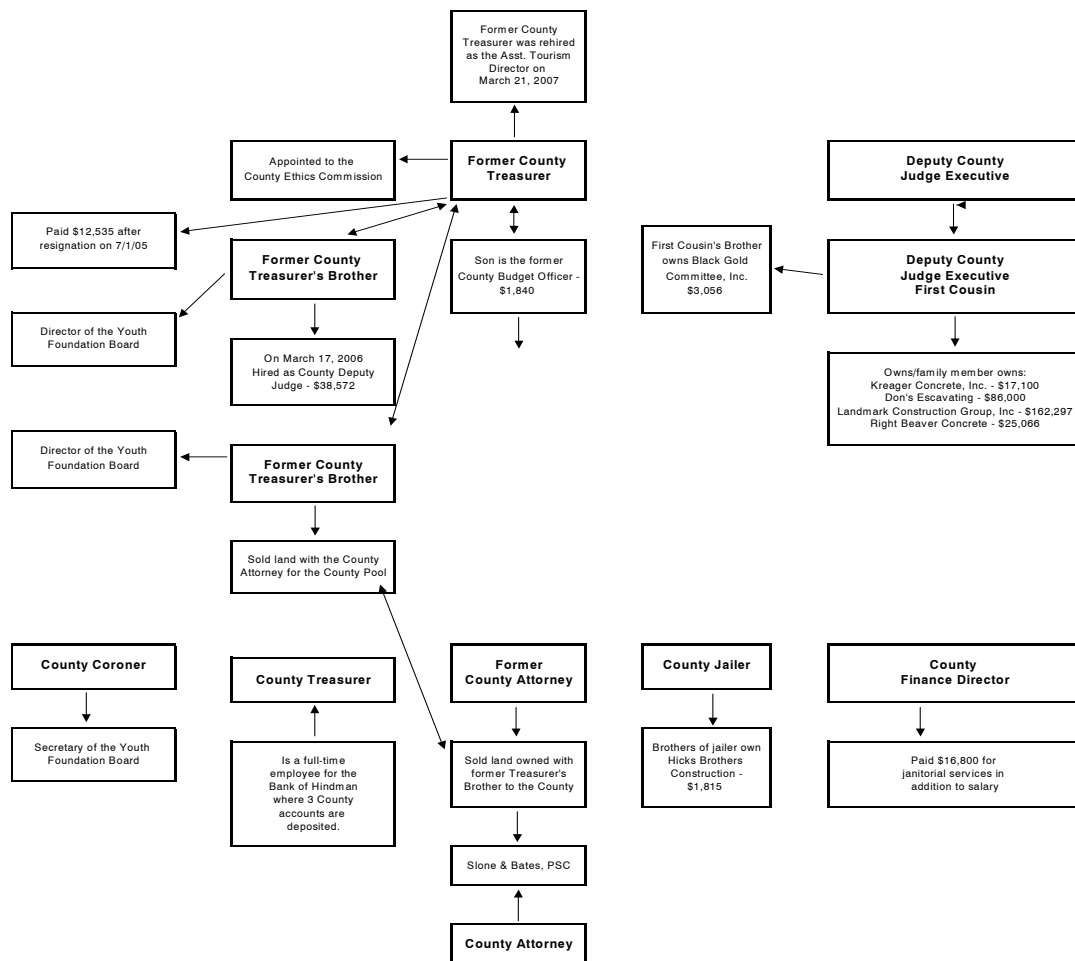 Former County
Treasurer was rehired
as the Asst. Tourism
Director on
March 21, 2007
Appointed to the
County Ethics Commission
Former County
Treasurer
Deputy County
Judge Executive
Paid $12,535 after
resignation on 7/1/05
Former County
Treasurer's Brother
Son is the former
County Budget Officer -
$1,840
First Cousin's Brother
owns Black Gold
Committee, Inc.
$3,056
Deputy County
Judge Executive
First Cousin
Director of the Youth
Foundation Board
On March 17, 2006
Hired as County Deputy
Judge - $38,572
Owns/family member owns:
Kreager Concrete, Inc. - $17,100
Don's Escavating - $86,000
Landmark Construction Group, Inc - $162,297
Right Beaver Concrete - $25,066
Director of the Youth
Foundation Board
Former County
Treasurer's Brother
Sold land with the County
Attorney for the County Pool
County Coroner
County Treasurer
Former
County Attorney
County Jailer
County
Finance Director
Secretary of the Youth
Foundation Board
Is a full-time
employee for the
Bank of Hindman
where 3 County
accounts are
deposited.
Sold land owned with
former Treasurer's
Brother to the County
Brothers of jailer own
Hicks Brothers
Construction -
$1,815
Paid $16,800 for
janitorial services in
addition to salary
Slone & Bates, PSC
County Attorney